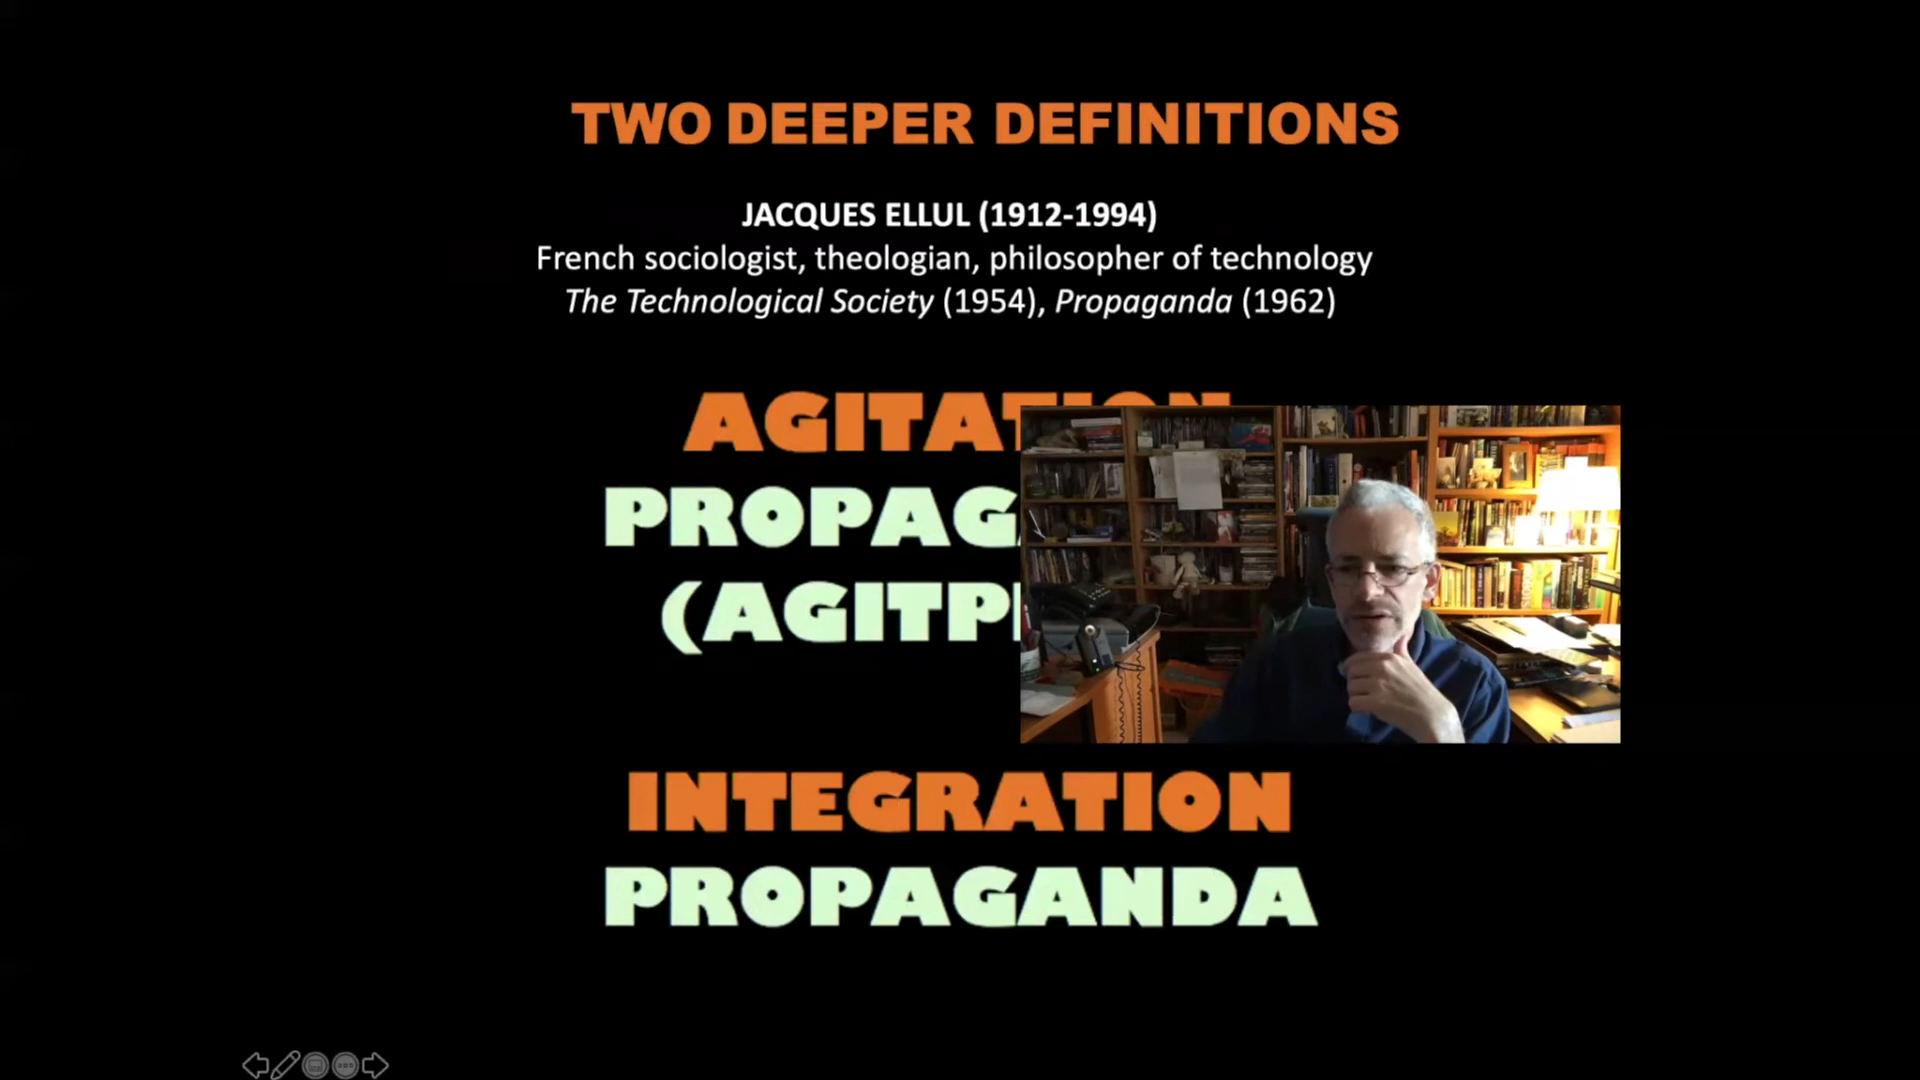 TWO DEEPER DEFINITIONS
JACQUES ELLUL (1912-1994)
French sociologist, theologian, philosopher of technology
The Technological Society (1954), Propaganda (1962)
AGITATION
PROPAG
(AGITP
INTEGRATION
PROPAGANDA